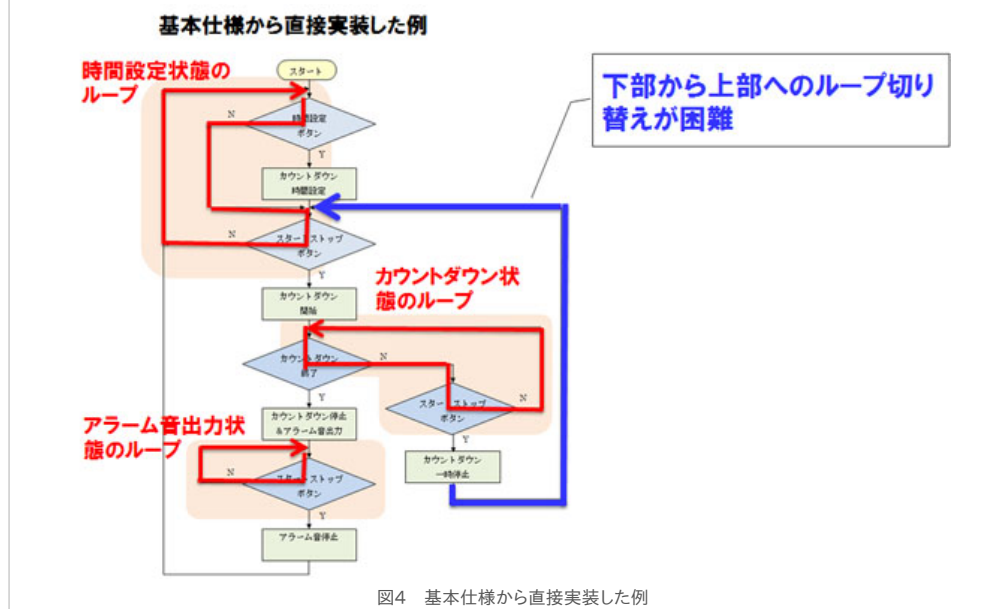 基本仕様から直接実装した例
時間設定状態の
ループ
スタート
下部から上部へのループ切り
替えが困難
N
時間設定
ボタン
Y
カウントダウン
時間設定
N
スタートストップ
ボタン
Y
カウントダウン
開始
カウントダウン状
態のループ
カウントダウン
終了
N
Y
スタートストップ
ボタン
N
Y
カウントダウン
一時停止
カウントダウン停止
&アラーム音出力
アラーム音出力状
態のループ
N
スタートストップ
ボタン
Y
アラーム音停止
図4 基本仕様から直接実装した例